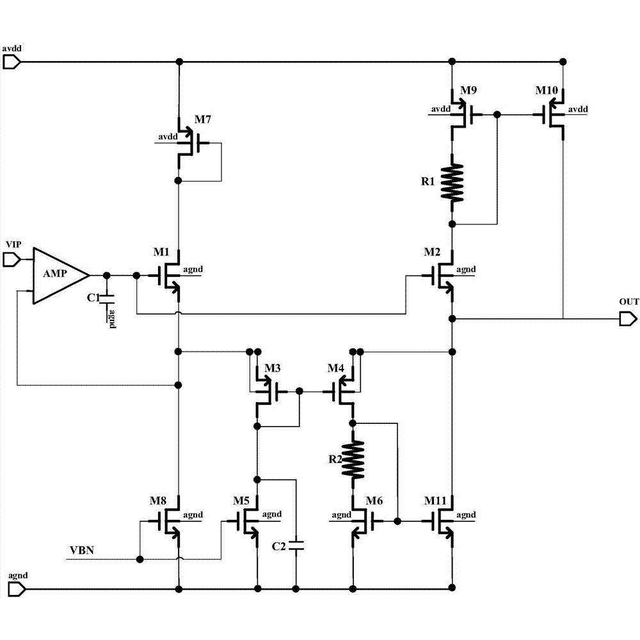 avdd
M7
avdd
M9
avdd
M10
avdd
R1
VIP
AMP
C1
agnd
M1
agnd
M2
agnd
OUT
M3
M4
R2
M8
agnd
M5
agnd
C2
M6
agnd
M11
agnd
VBN
agnd